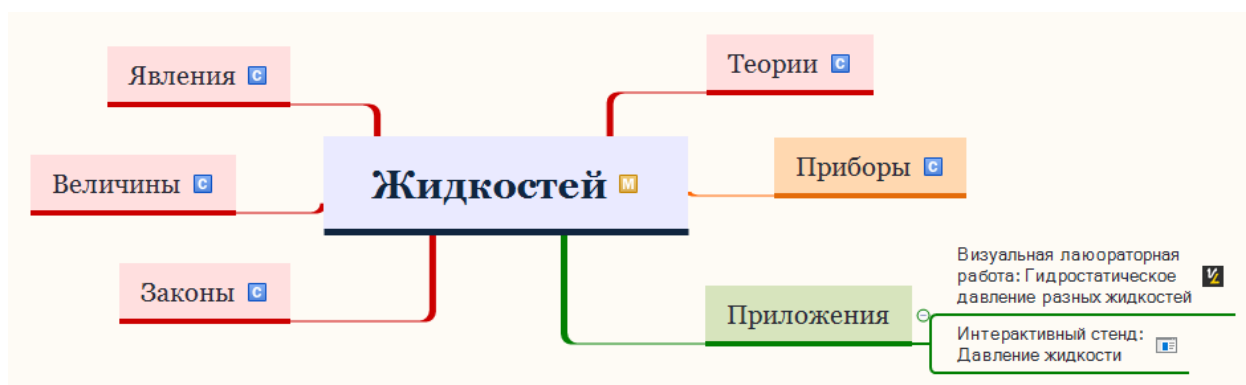 Явления C
Теории C
Величины C
Жидкостей M
Приборы C
Законы C
Приложения
Визуальная лаюораторная
работа: Гидростатическое
давление разных жидкостей
Интерактивный стенд:
Давление жидкости